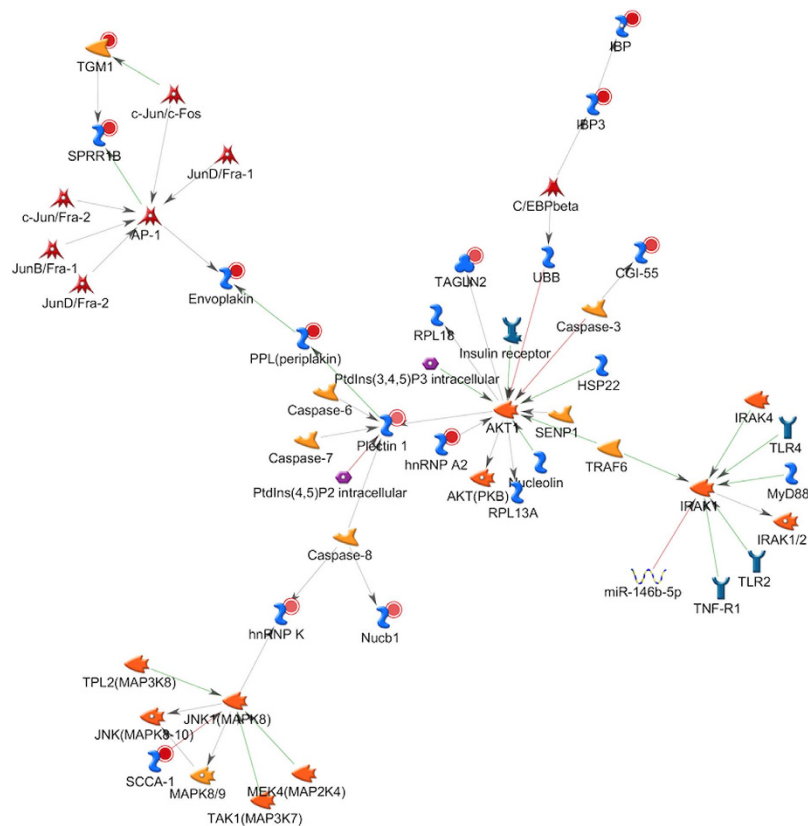 IBP
TGM1
c-Jun/c-Fos
IBP3
SPRR1B
JunD/Fra-1
c-Jun/Fra-2
C/EBPbeta
AP-1
JunB/Fra-1
TAGLN2
UBB
CGI-55
JunD/Fra-2
Envoplakin
RPL18
Caspase-3
Insulin receptor
PPL(periplakin)
PtdIns(3,4,5)P3 intracellular
HSP22
Caspase-6
IRAK4
Plectin 1
AKT1
SENP1
TLR4
Caspase-7
hnRNP A2
TRAF6
Nucleolin
MyD88
PtdIns(4,5)P2 intracellular
AKT(PKB)
RPL13A
IRAK1
IRAK1/2
Caspase-8
TLR2
miR-146b-5p
TNF-R1
hnRNP K
Nucb1
TPL2(MAP3K8)
JNK1(MAPK8)
JNK(MAPK8-10)
SCCA-1
MAPK8/9
MEK4(MAP2K4)
TAK1(MAP3K7)